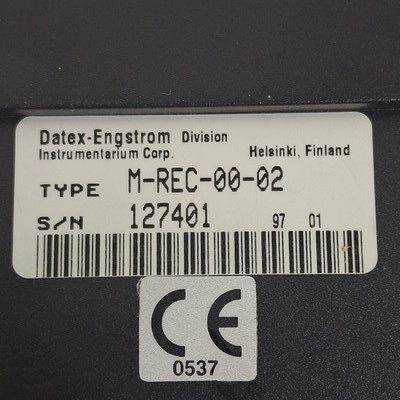 Datex-Engstrom Division
Instrumentarium Corp. Helsinki, Finland
TYPE M-REC-00-02
S/N 127401 97 01
CE
0537